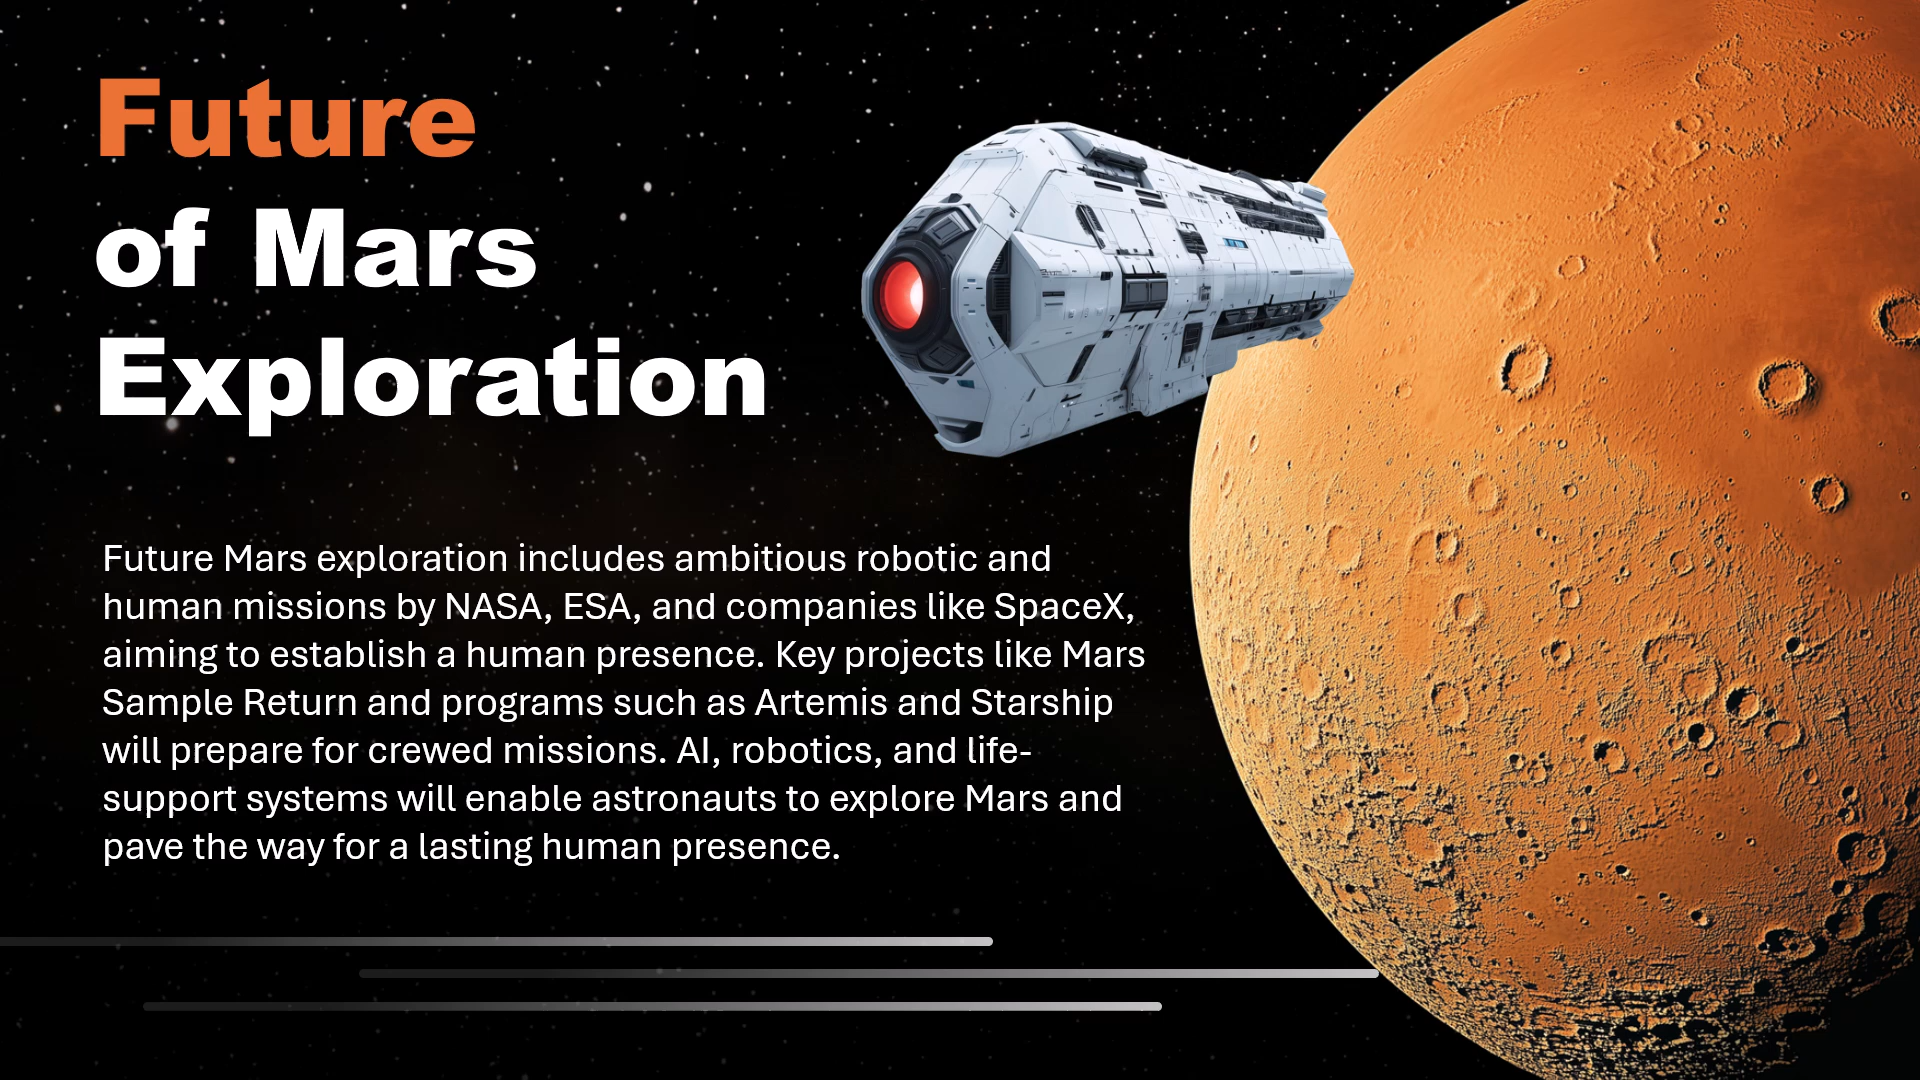 Future
of Mars
Exploration
Future Mars exploration includes ambitious robotic and
human missions by NASA, ESA, and companies like SpaceX,
aiming to establish a human presence. Key projects like Mars
Sample Return and programs such as Artemis and Starship
will prepare for crewed missions. AI, robotics, and life-
support systems will enable astronauts to explore Mars and
pave the way for a lasting human presence.